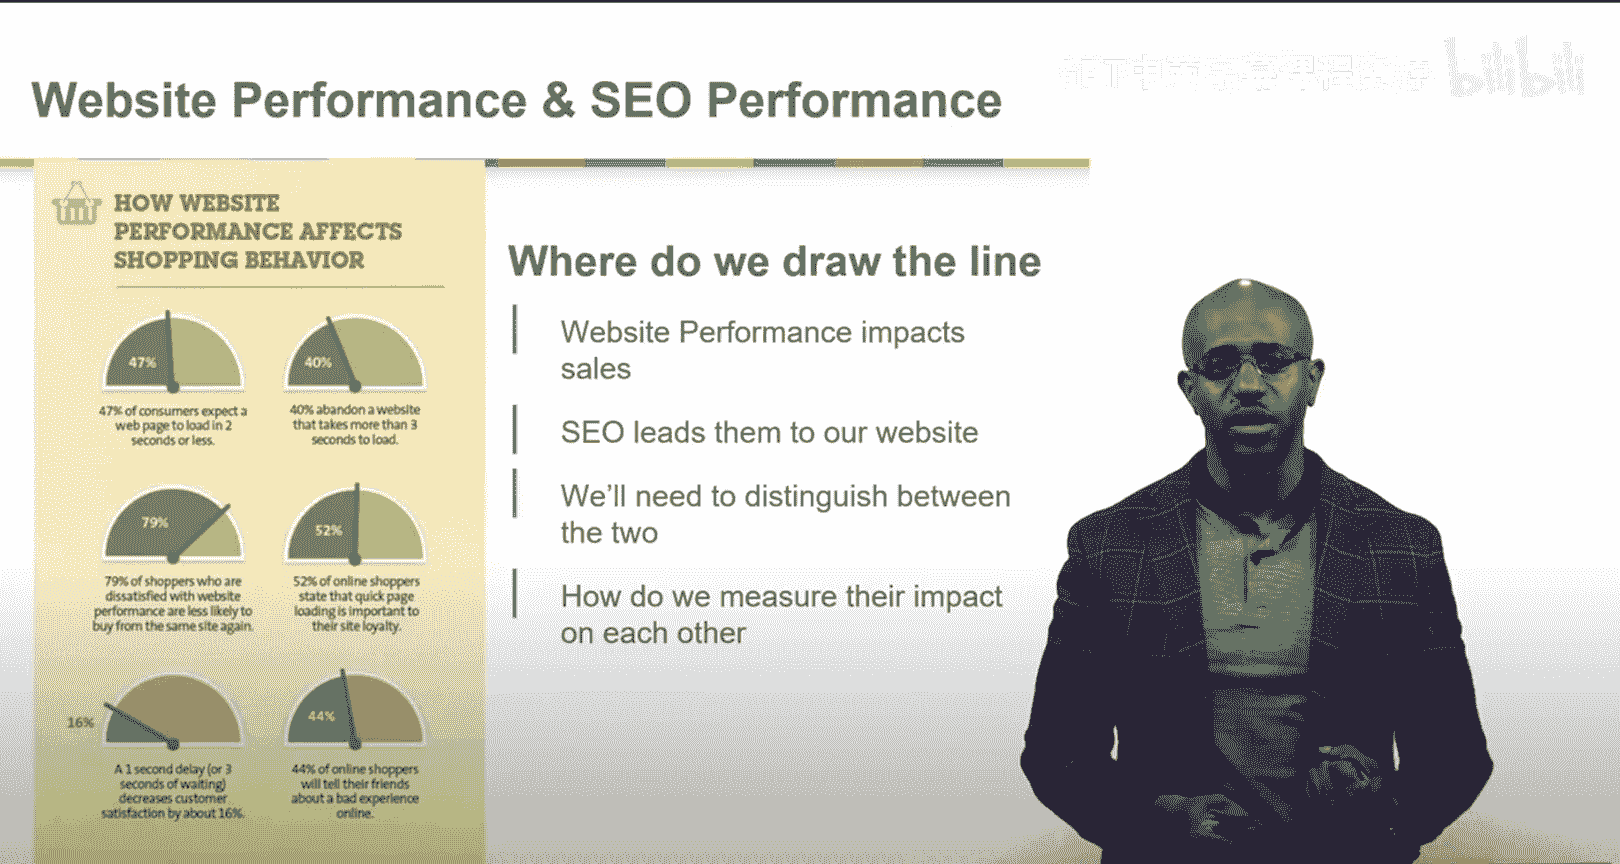 bilibili
Website Performance & SEO Performance
HOW WEBSITE
PERFORMANCE AFFECTS
SHOPPING BEHAVIOR
47%
47% of consumers expect a
web page to load in 2
seconds or less.
40%
40% abandon a website
that takes more than 3
seconds to load.
79%
79% of shoppers who are
dissatisfied with website
performance are less likely to
buy from the same site again.
52%
52% of online shoppers
state that quick page
loading is important to
their site loyalty.
16%
A 1 second delay (or 3
seconds of waiting)
decreases customer
satisfaction by about 16%.
44%
44% of online shoppers
will tell their friends
about a bad experience
online.
Where do we draw the line
Website Performance impacts
sales
SEO leads them to our website
We’ll need to distinguish between
the two
How do we measure their impact
on each other